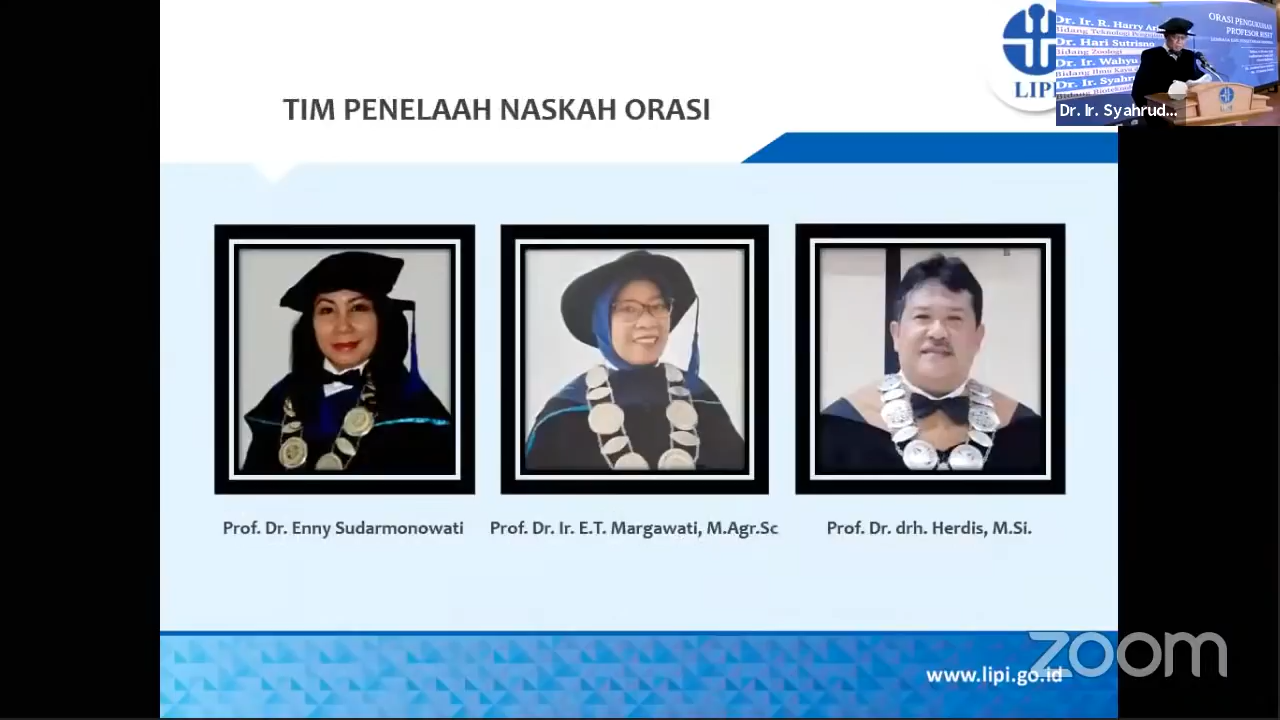 TIM PENELAAH NASKAH ORASI
LIPI
Dr. Ir. R. Harry
Bidang Teknologi
Dr. Hari Sutrisno
Bidang Zoologi
Dr. Ir. Wahyu
Bidang Ilmu
Dr. Ir. Syahru
ORASI PENGUKUHAN
PROFESOR RISET
Dr. Ir. Syahrud...
Prof. Dr. Enny Sudarmonowati
Prof. Dr. Ir. E.T. Margawati, M.Agr.Sc
Prof. Dr. drh. Herdis, M.Si.
zoom
www.lipi.go.id